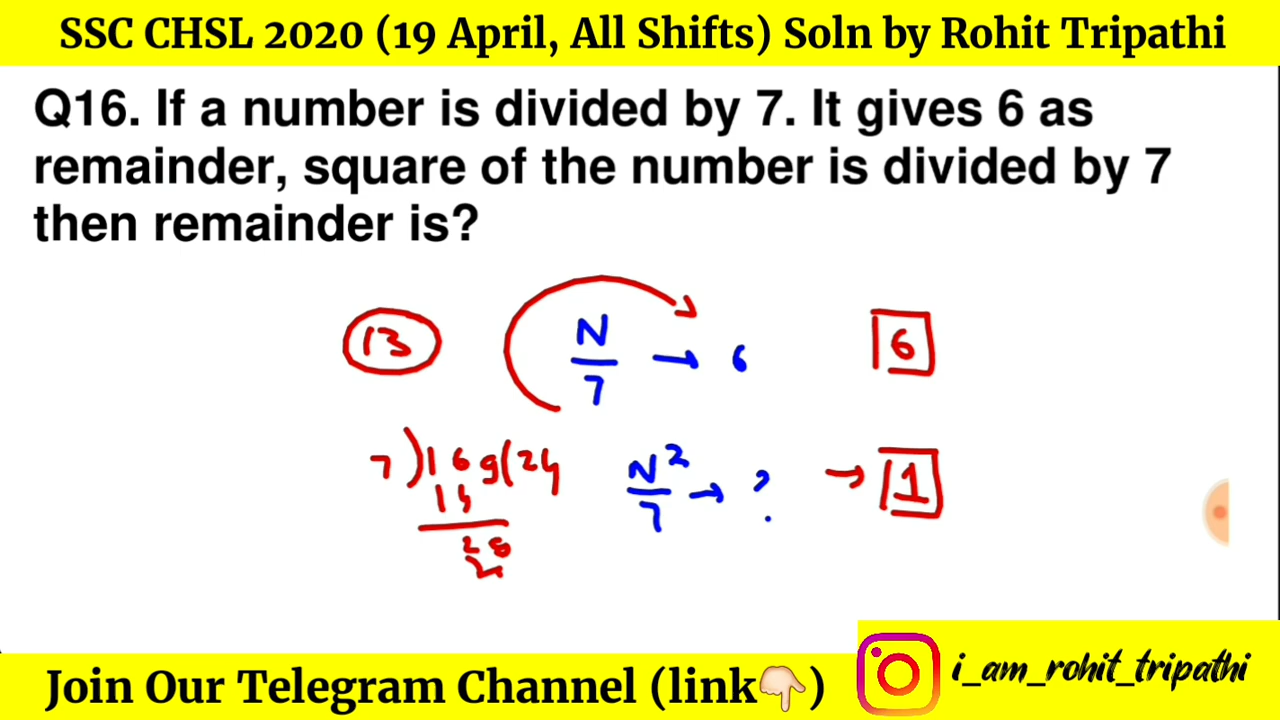 SSC CHSL 2020 (19 April, All Shifts) Soln by Rohit Tripathi
Q16. If a number is divided by 7. It gives 6 as
remainder, square of the number is divided by 7
then remainder is?
13
N
7
→ 6
6
7)169(24
14
28
N²
7
→ ?
→ 1
Join Our Telegram Channel (link👇)
i_am_rohit_tripathi